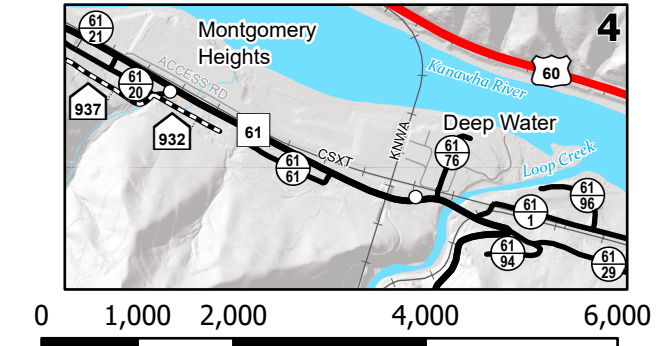 4
61
21
Montgomery
Heights
60
ACCESS RD
Kanawha River
61
20
937
932
61
Deep Water
KNWA
CSXT
61
76
61
61
Loop Creek
61
96
61
1
61
94
61
29
0 1,000 2,000 4,000 6,000